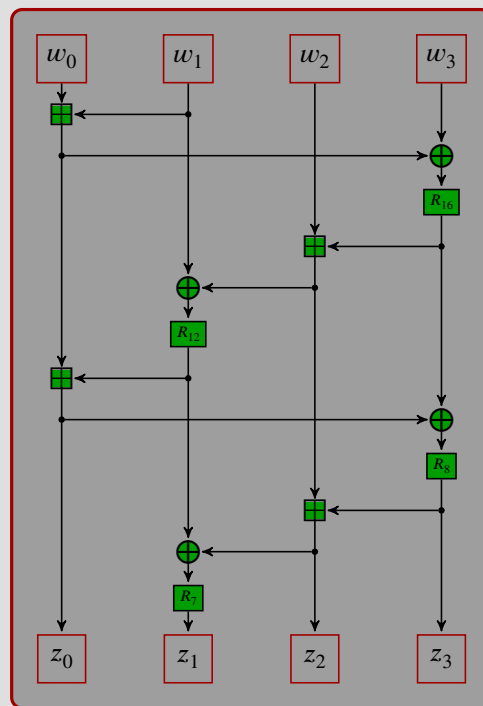 w₀ w₁ w₂ w₃
R₁₆
R₁₂
R₈
R₇
z₀ z₁ z₂ z₃